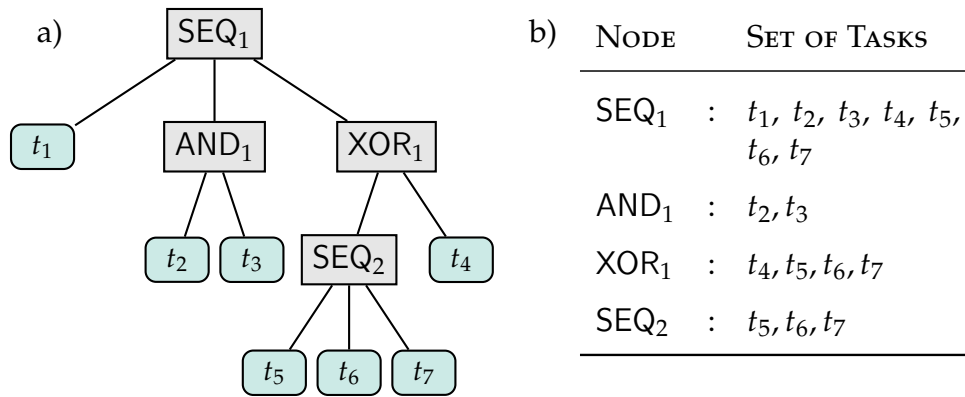 a)
SEQ₁
t₁
AND₁
XOR₁
t₂
t₃
SEQ₂
t₄
t₅
t₆
t₇
b)
NODE SET OF TASKS
SEQ₁ : t₁, t₂, t₃, t₄, t₅,
t₆, t₇
AND₁ : t₂, t₃
XOR₁ : t₄, t₅, t₆, t₇
SEQ₂ : t₅, t₆, t₇